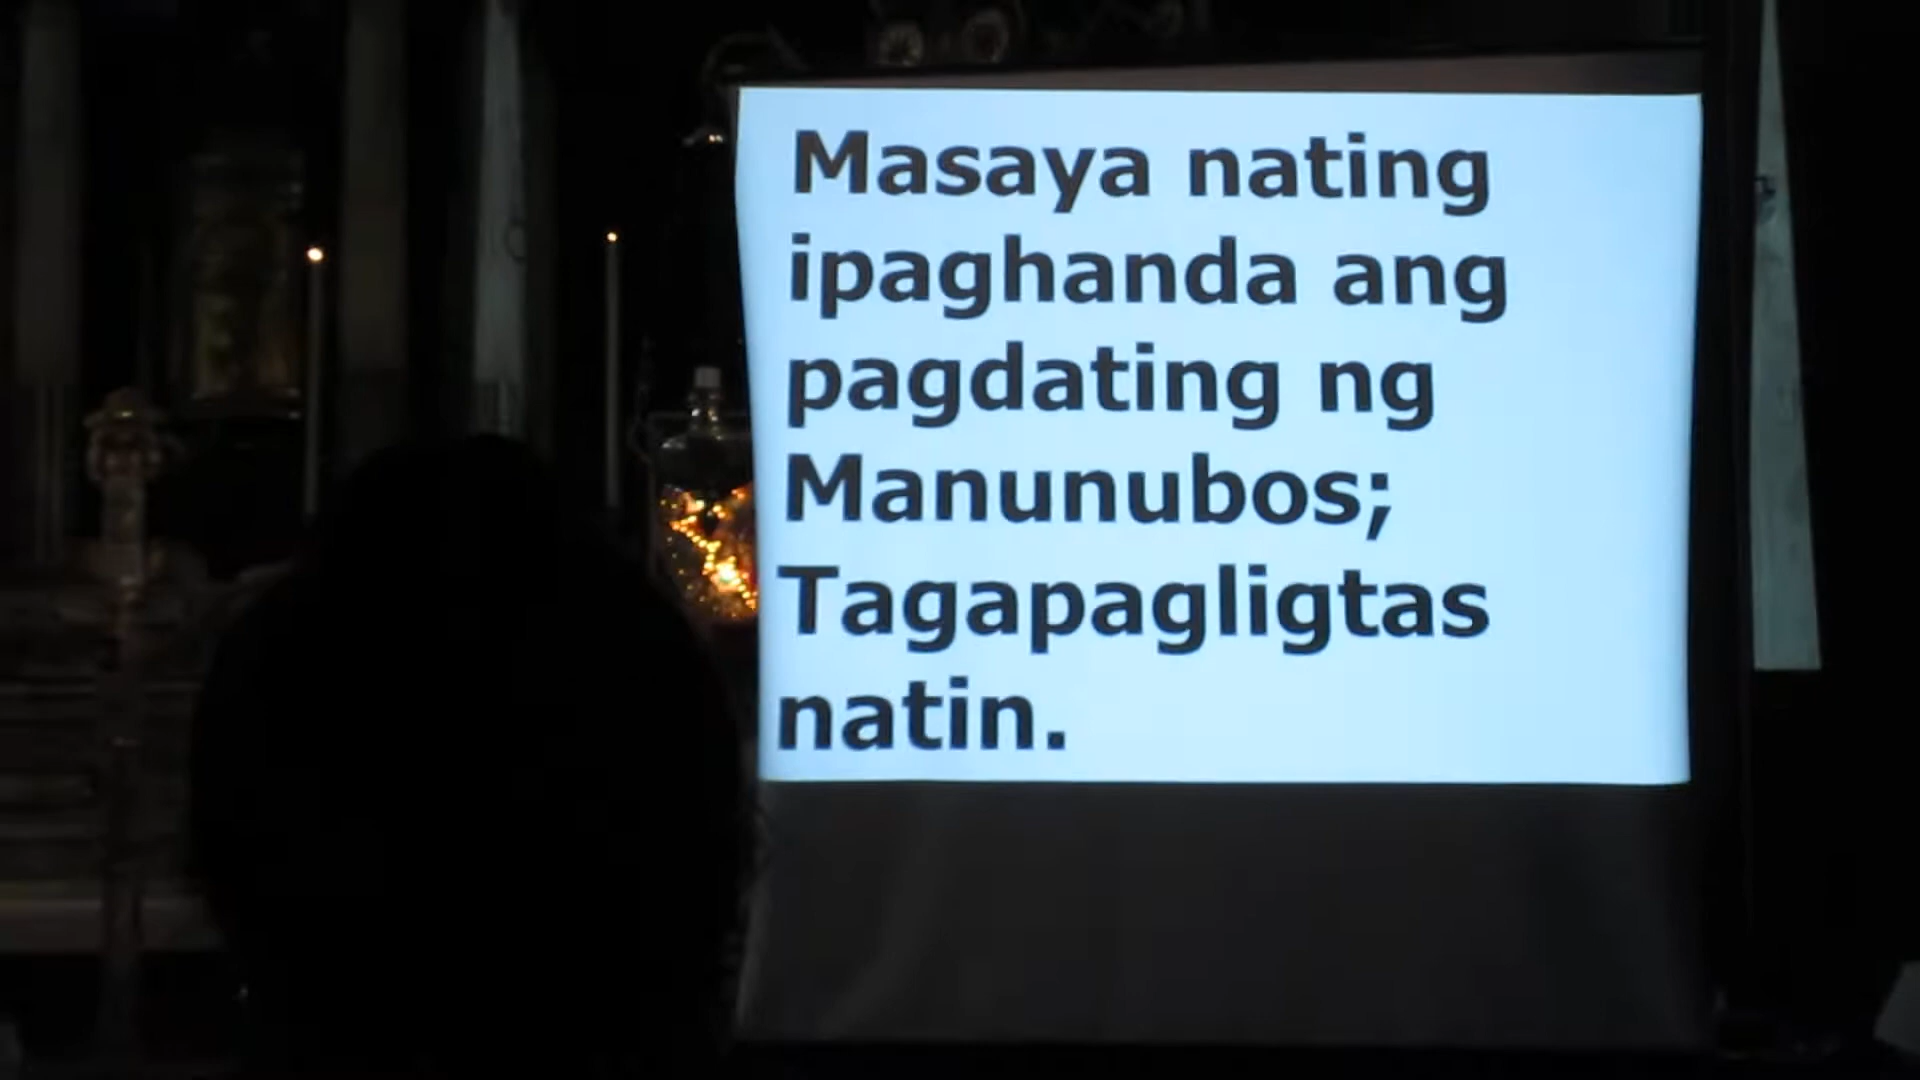 Masaya nating
ipaghanda ang
pagdating ng
Manunubos;
Tagapagligtas
natin.